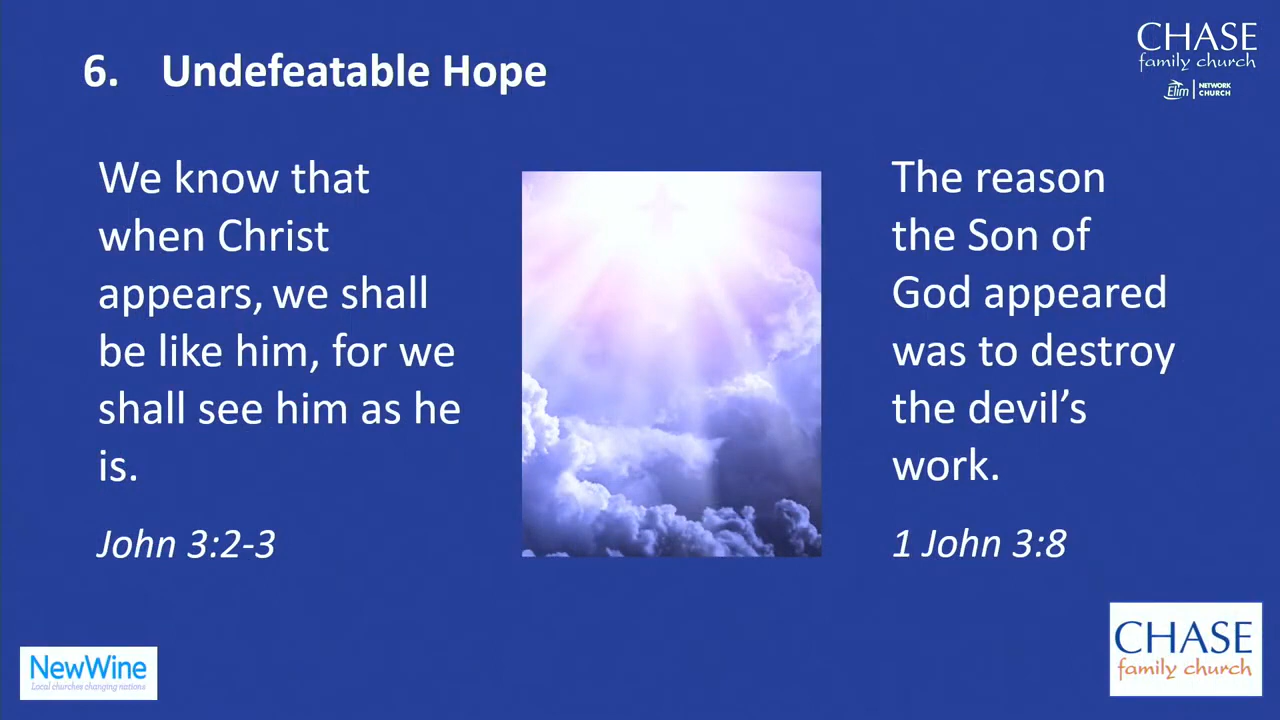 6. Undefeatable Hope
CHASE
family church
Elim NETWORK
CHURCH
We know that
when Christ
appears, we shall
be like him, for we
shall see him as he
is.
John 3:2-3
The reason
the Son of
God appeared
was to destroy
the devil’s
work.
1 John 3:8
NewWine
Local churches changing nations
CHASE
family church